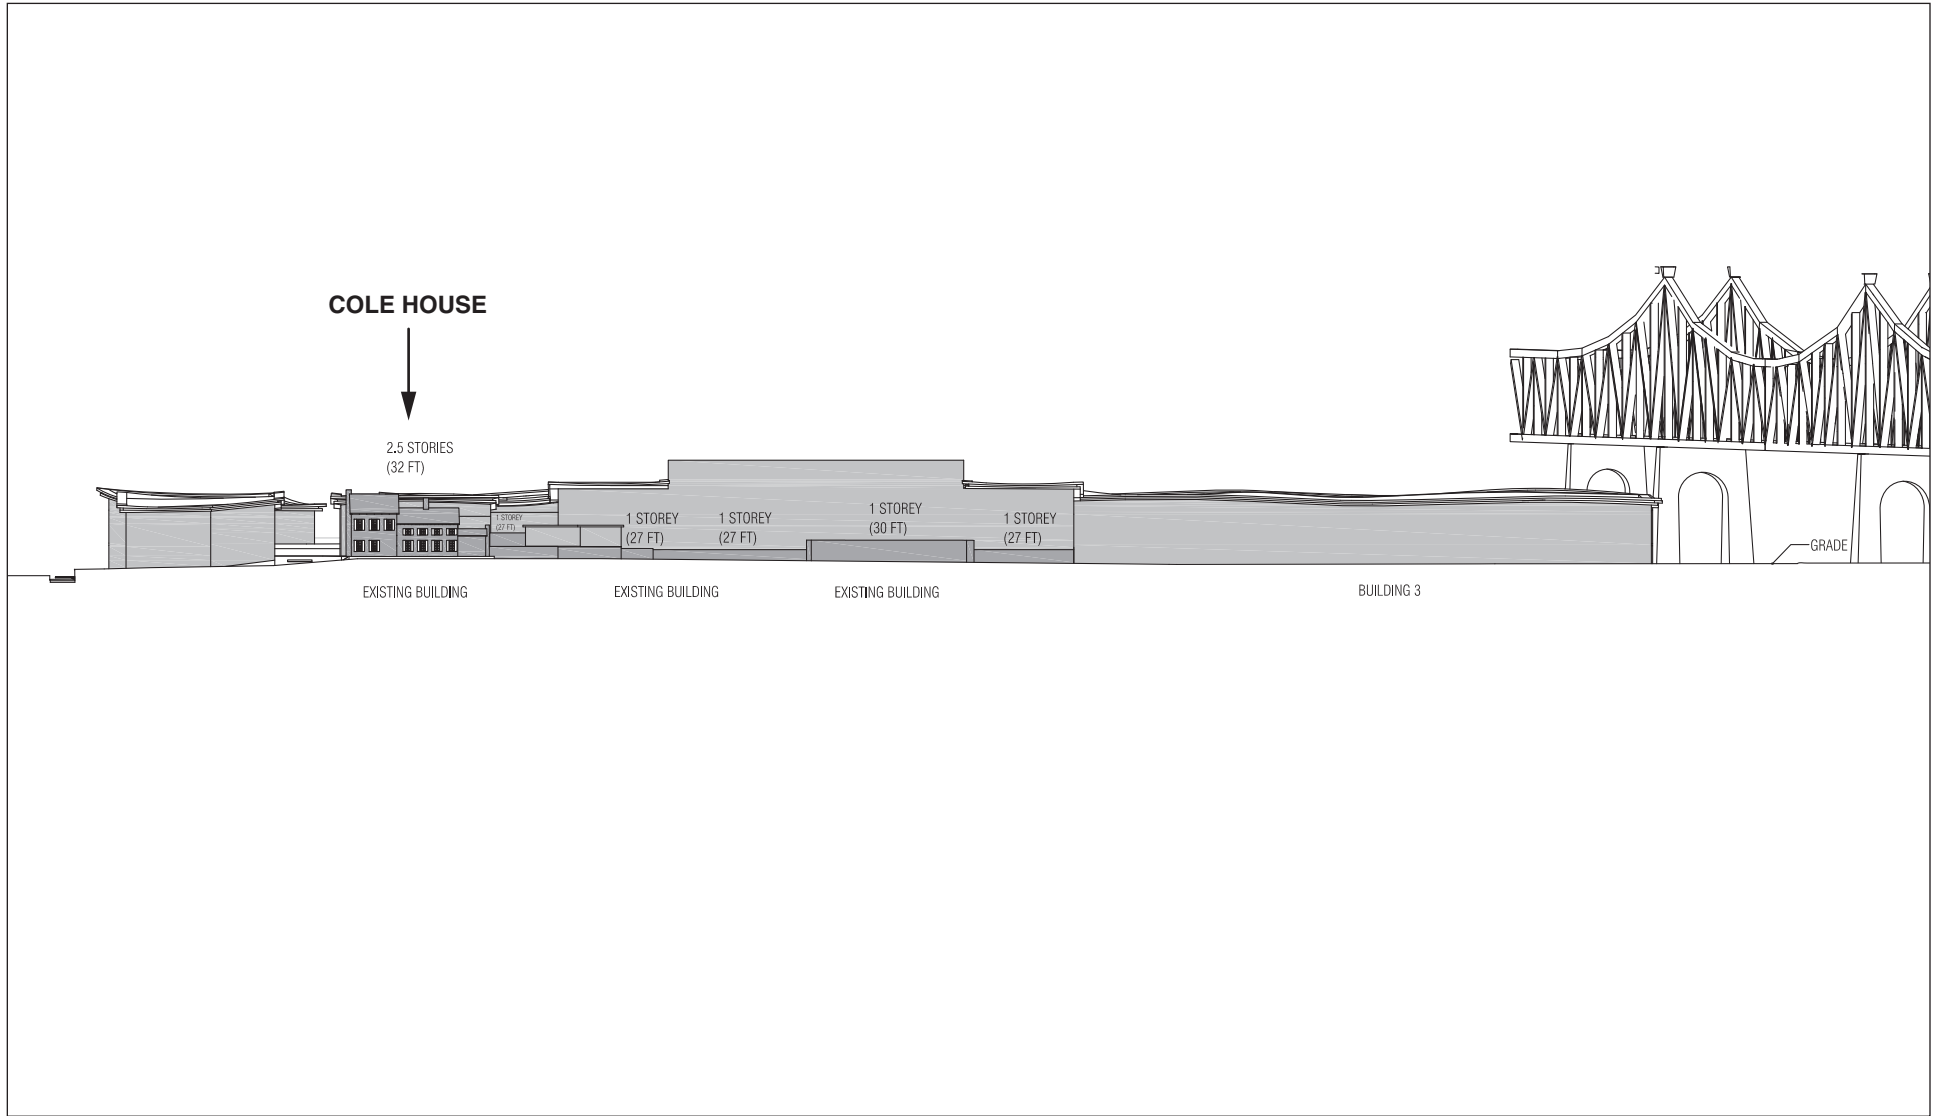 COLE HOUSE
2.5 STORIES
(32 FT)
1 STOREY
(27 FT)
1 STOREY
(27 FT)
1 STOREY
(27 FT)
1 STOREY
(30 FT)
1 STOREY
(27 FT)
GRADE
EXISTING BUILDING
EXISTING BUILDING
EXISTING BUILDING
BUILDING 3